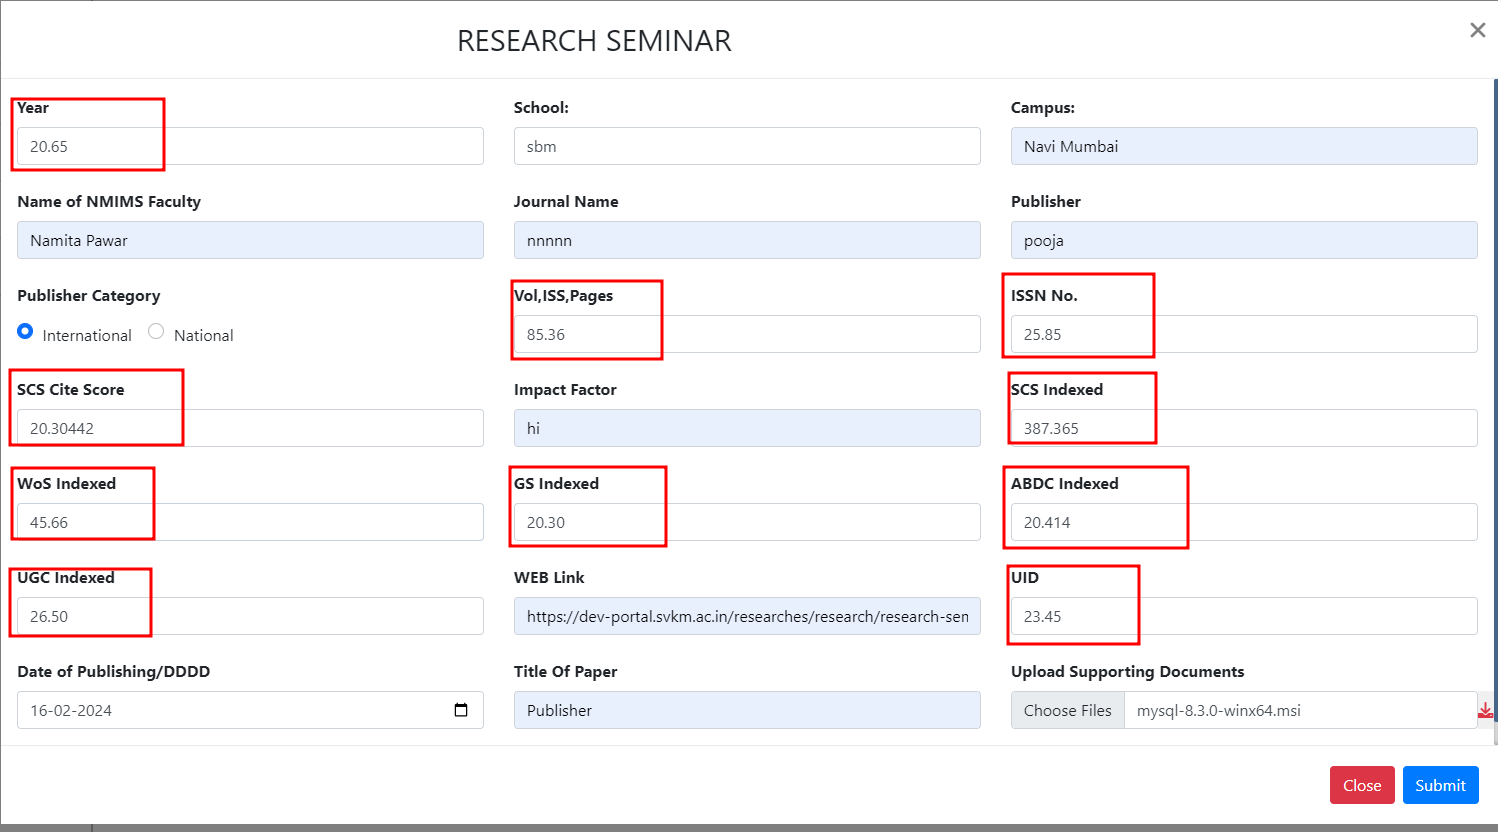 RESEARCH SEMINAR
Year
School:
Campus:
20.65
sbm
Navi Mumbai
Name of NMIMS Faculty
Journal Name
Publisher
Namita Pawar
nnnnn
pooja
Publisher Category
Vol,ISS,Pages
ISSN No.
International
National
85.36
25.85
SCS Cite Score
Impact Factor
SCS Indexed
20.30442
hi
387.365
WoS Indexed
GS Indexed
ABDC Indexed
45.66
20.30
20.414
UGC Indexed
WEB Link
UID
26.50
https://dev-portal.svkm.ac.in/researches/research/research-sen
23.45
Date of Publishing/DDDD
Title Of Paper
Upload Supporting Documents
16-02-2024
Publisher
Choose Files
mysql-8.3.0-winx64.msi
Close
Submit